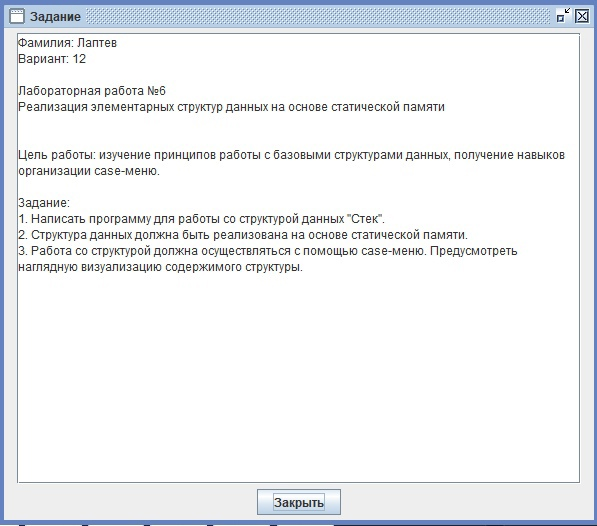 Задание
Фамилия: Лаптев
Вариант: 12
Лабораторная работа №6
Реализация элементарных структур данных на основе статической памяти
Цель работы: изучение принципов работы с базовыми структурами данных, получение навыков
организации case-меню.
Задание:
1. Написать программу для работы со структурой данных "Стек".
2. Структура данных должна быть реализована на основе статической памяти.
3. Работа со структурой должна осуществляться с помощью case-меню. Предусмотреть
наглядную визуализацию содержимого структуры.
Закрыть